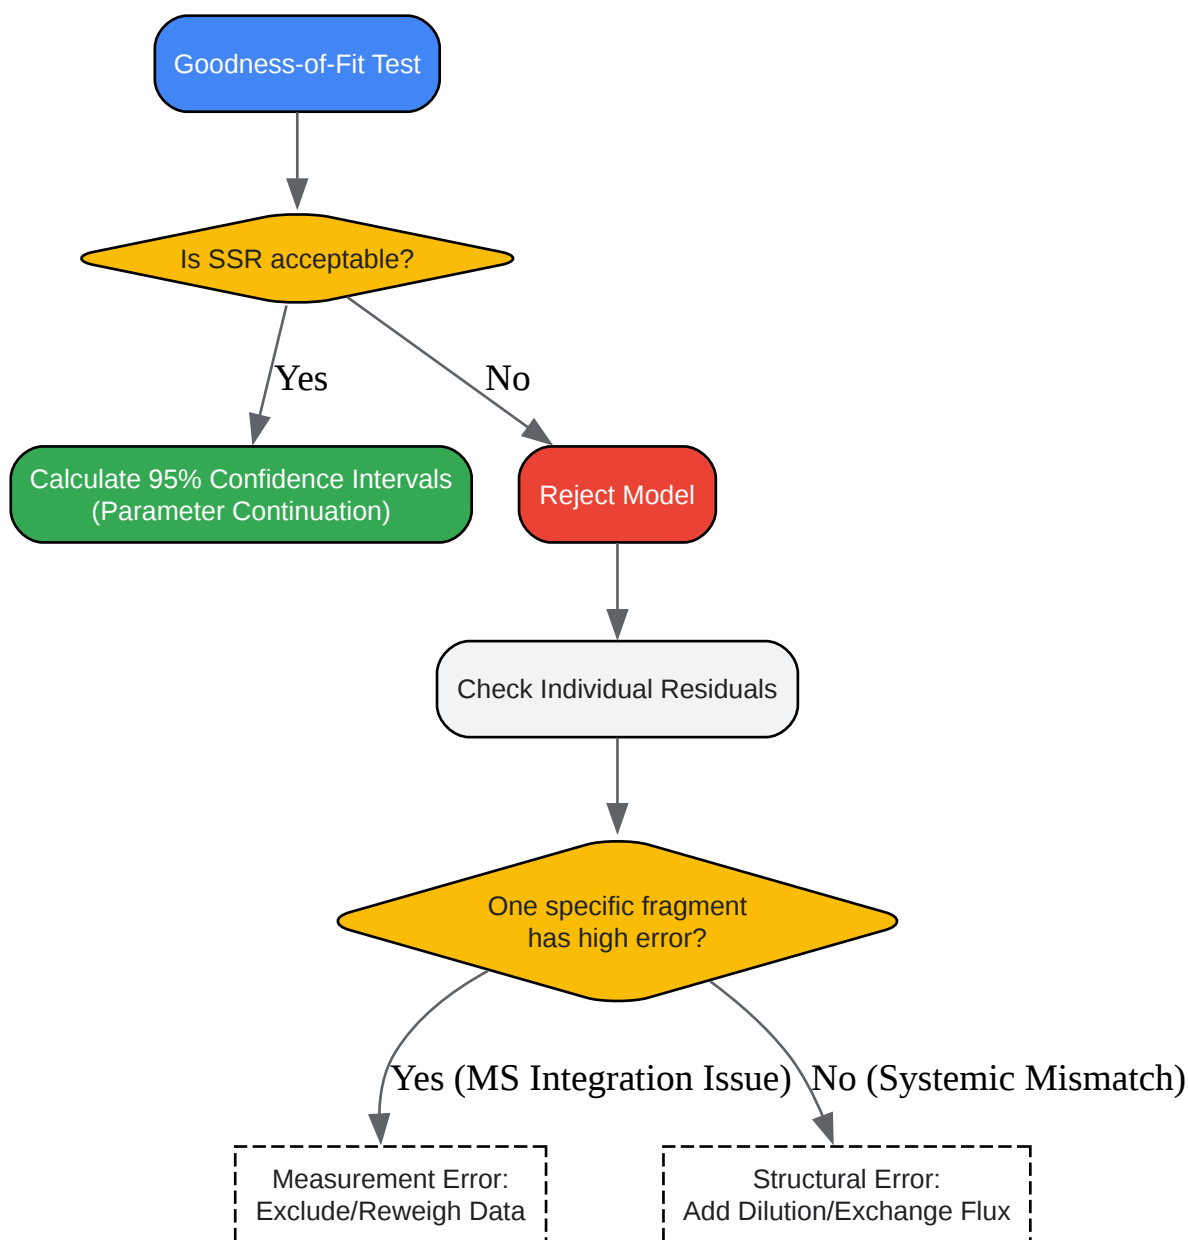 Goodness-of-Fit Test
Is SSR acceptable?
Yes
No
Calculate 95% Confidence Intervals
(Parameter Continuation)
Reject Model
Check Individual Residuals
One specific fragment
has high error?
Yes (MS Integration Issue)
No (Systemic Mismatch)
Measurement Error:
Exclude/Reweigh Data
Structural Error:
Add Dilution/Exchange Flux